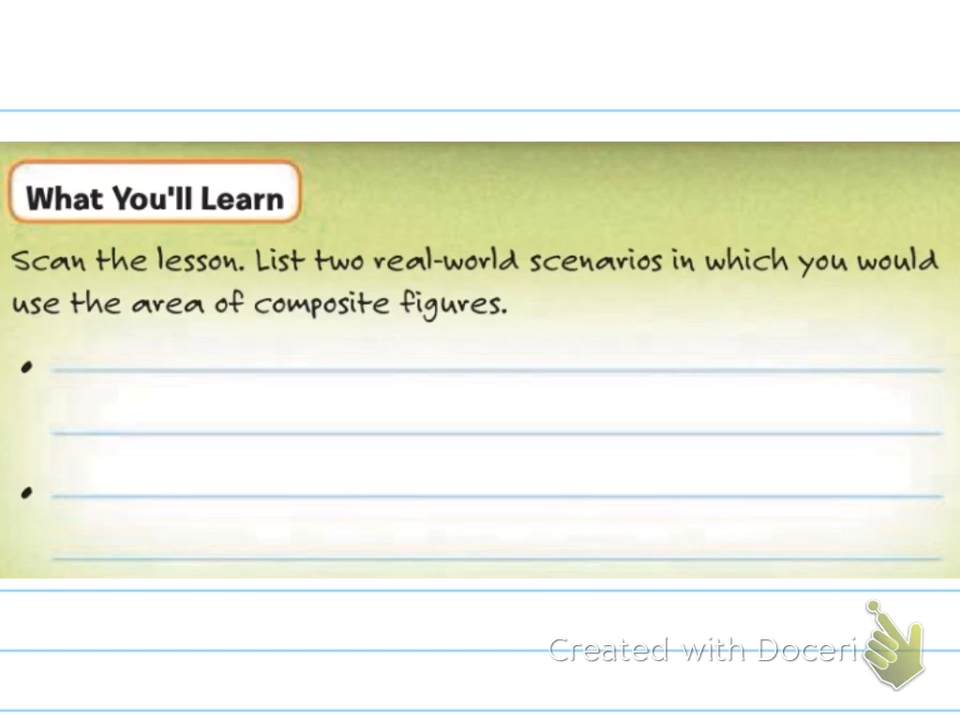 What You'll Learn
Scan the lesson. List two real-world scenarios in which you would
use the area of composite figures.
•
•
Created with Doceri